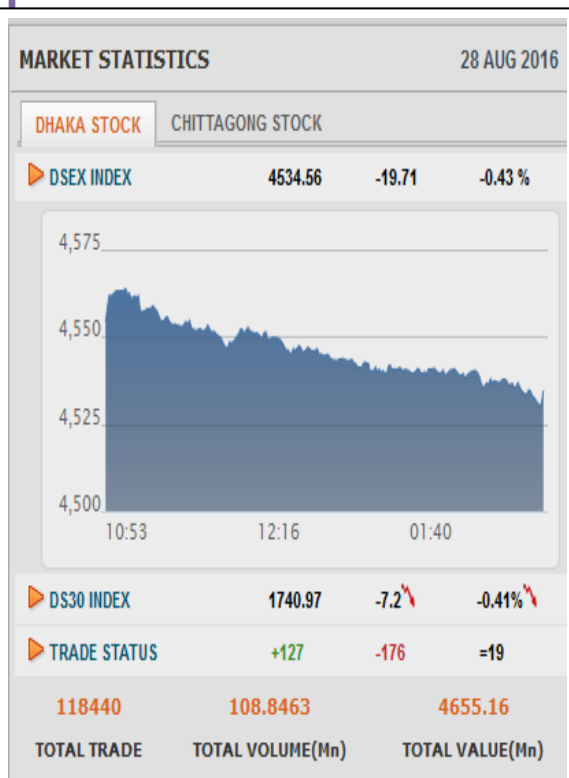 MARKET STATISTICS 28 AUG 2016
DHAKA STOCK CHITTAGONG STOCK
DSEX INDEX 4534.56 -19.71 -0.43 %
4,575
4,550
4,525
4,500
10:53 12:16 01:40
DS30 INDEX 1740.97 -7.2 -0.41%
TRADE STATUS +127 -176 =19
118440 108.8463 4655.16
TOTAL TRADE TOTAL VOLUME(Mn) TOTAL VALUE(Mn)